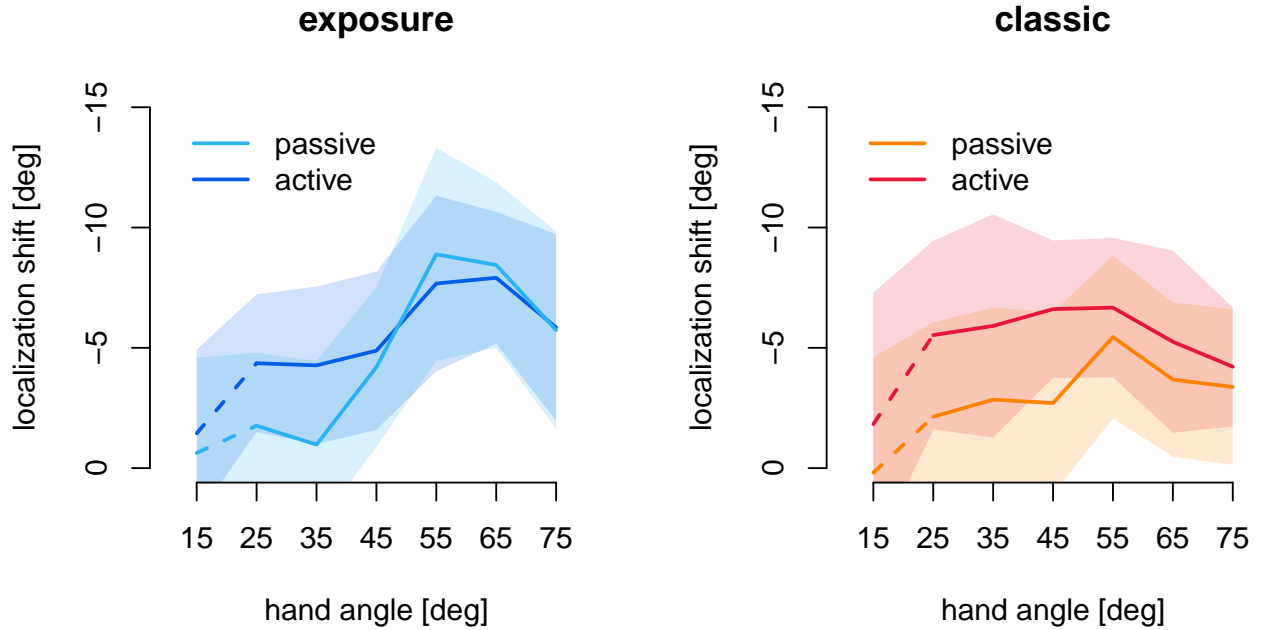 exposure
localization shift [deg]
−15
−10
−5
0
passive
active
15 25 35 45 55 65 75
hand angle [deg]
classic
localization shift [deg]
−15
−10
−5
0
passive
active
15 25 35 45 55 65 75
hand angle [deg]